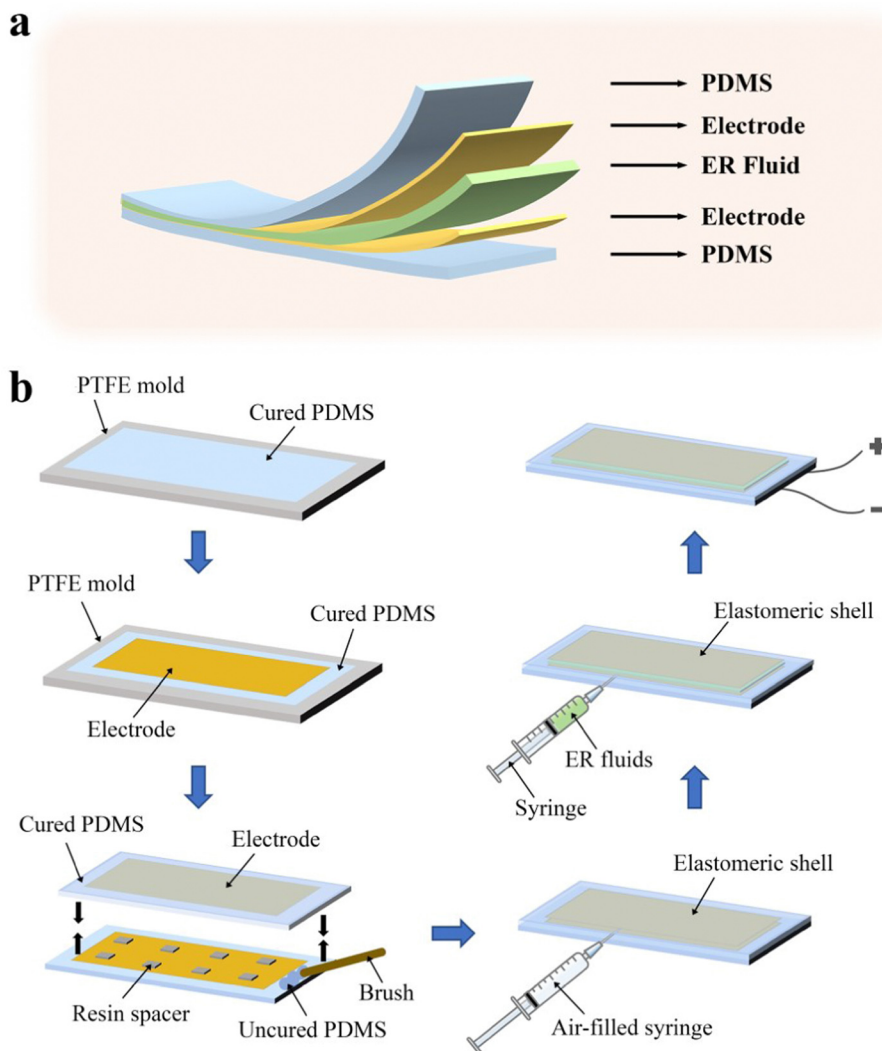 a
PDMS
Electrode
ER Fluid
Electrode
PDMS
b
PTFE mold
Cured PDMS
PTFE mold
Cured PDMS
Electrode
Cured PDMS
Electrode
Resin spacer
Uncured PDMS
Brush
Elastomeric shell
Air-filled syringe
Elastomeric shell
ER fluids
Syringe
+
−